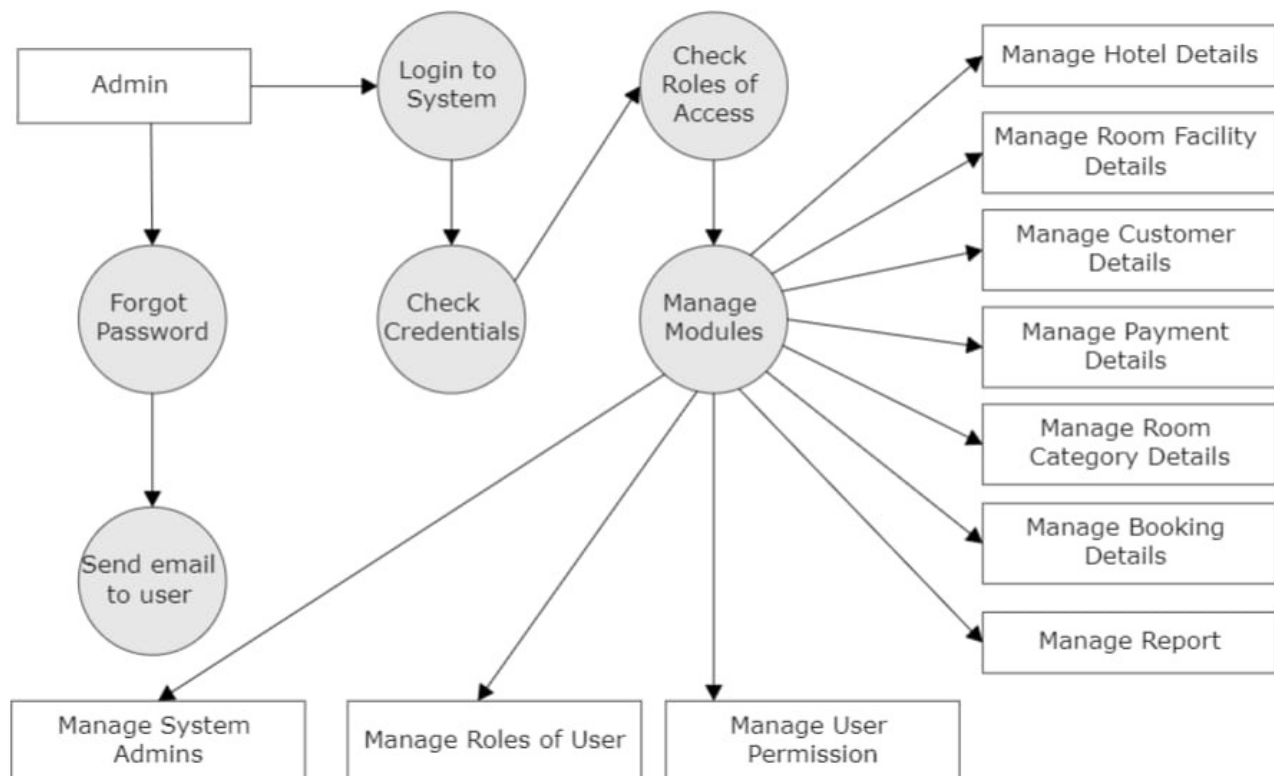 Admin
Login to
System
Check
Roles of
Access
Manage Hotel Details
Manage Room Facility
Details
Manage Customer
Details
Forgot
Password
Check
Credentials
Manage
Modules
Manage Payment
Details
Manage Room
Category Details
Manage Booking
Details
Send email
to user
Manage Report
Manage System
Admins
Manage Roles of User
Manage User
Permission